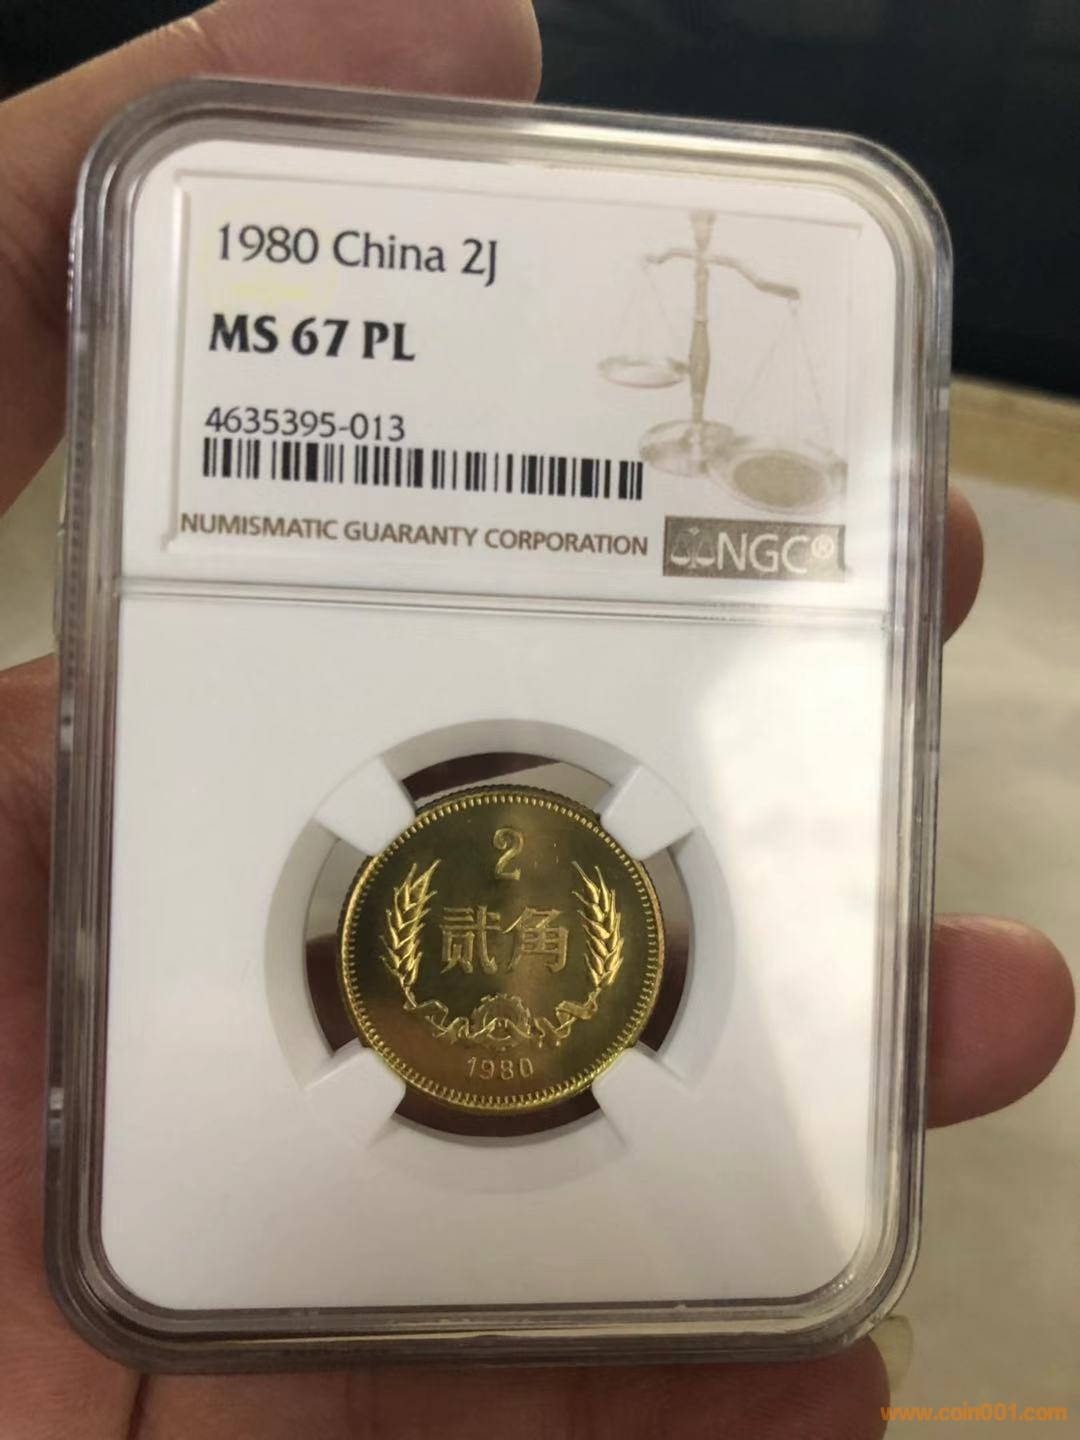 1980 China 2J
MS 67 PL
4635395-013
NUMISMATIC GUARANTY CORPORATION
NGC®
2
贰角
1980
www.coin001.com